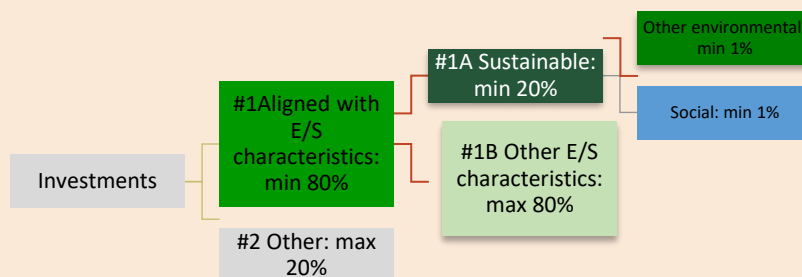 Investments
#1Aligned with
E/S
characteristics:
min 80%
#2 Other: max
20%
#1A Sustainable:
min 20%
#1B Other E/S
characteristics:
max 80%
Other environmental
min 1%
Social: min 1%